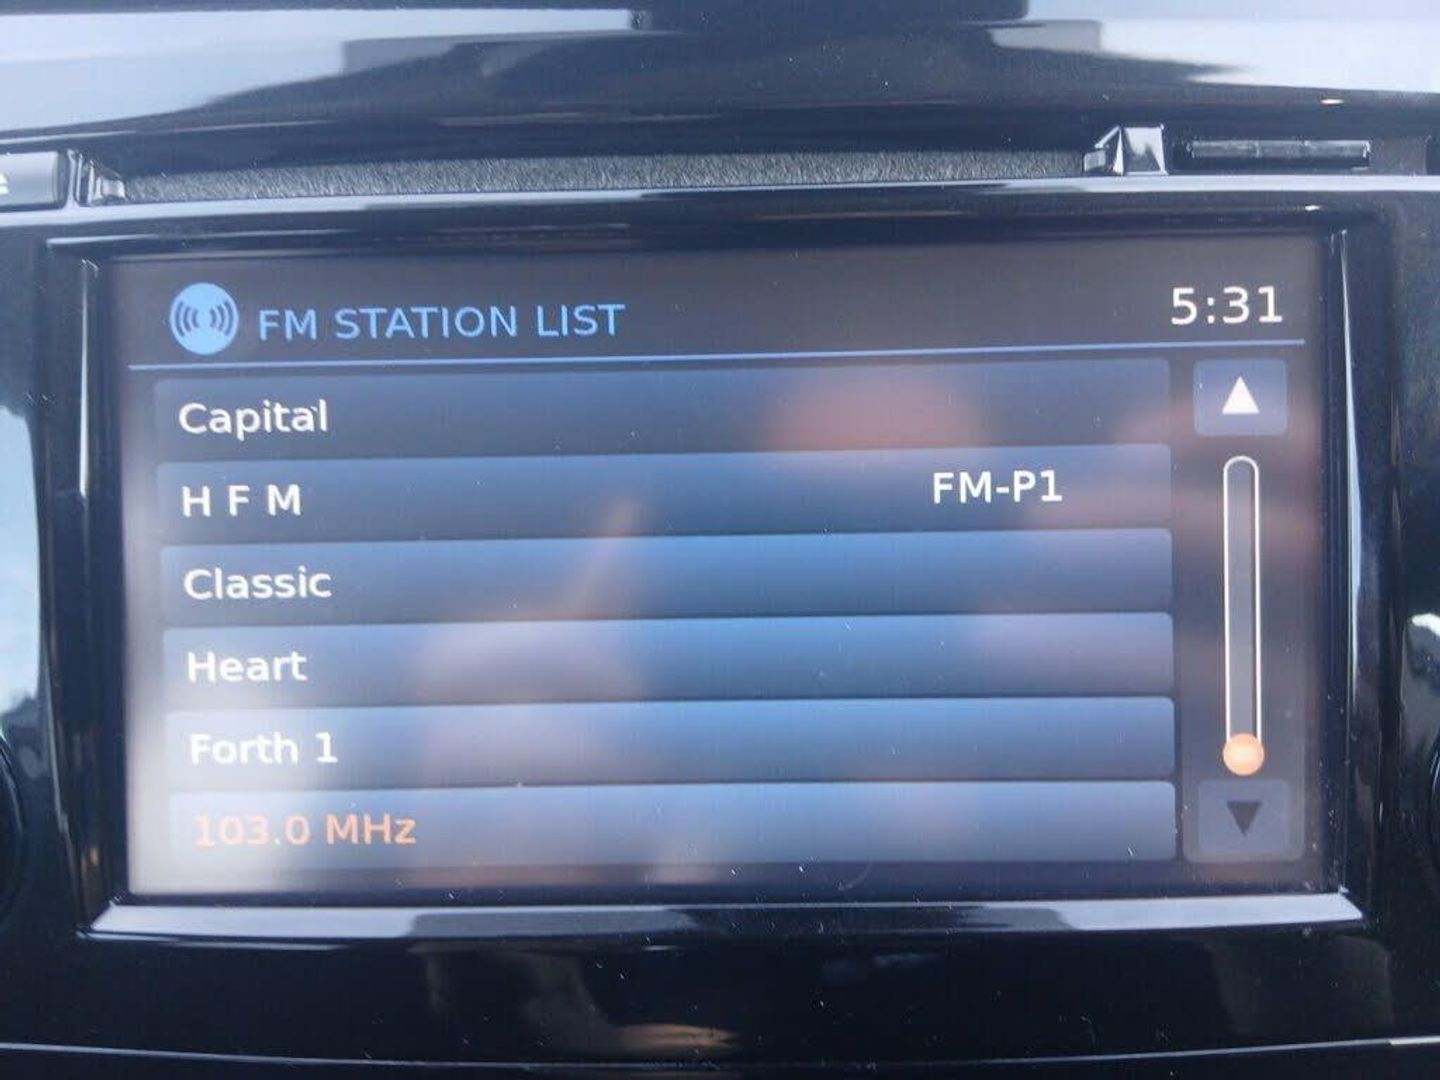 FM STATION LIST
5:31
Capital
H F M
FM-P1
Classic
Heart
Forth 1
103.0 MHz